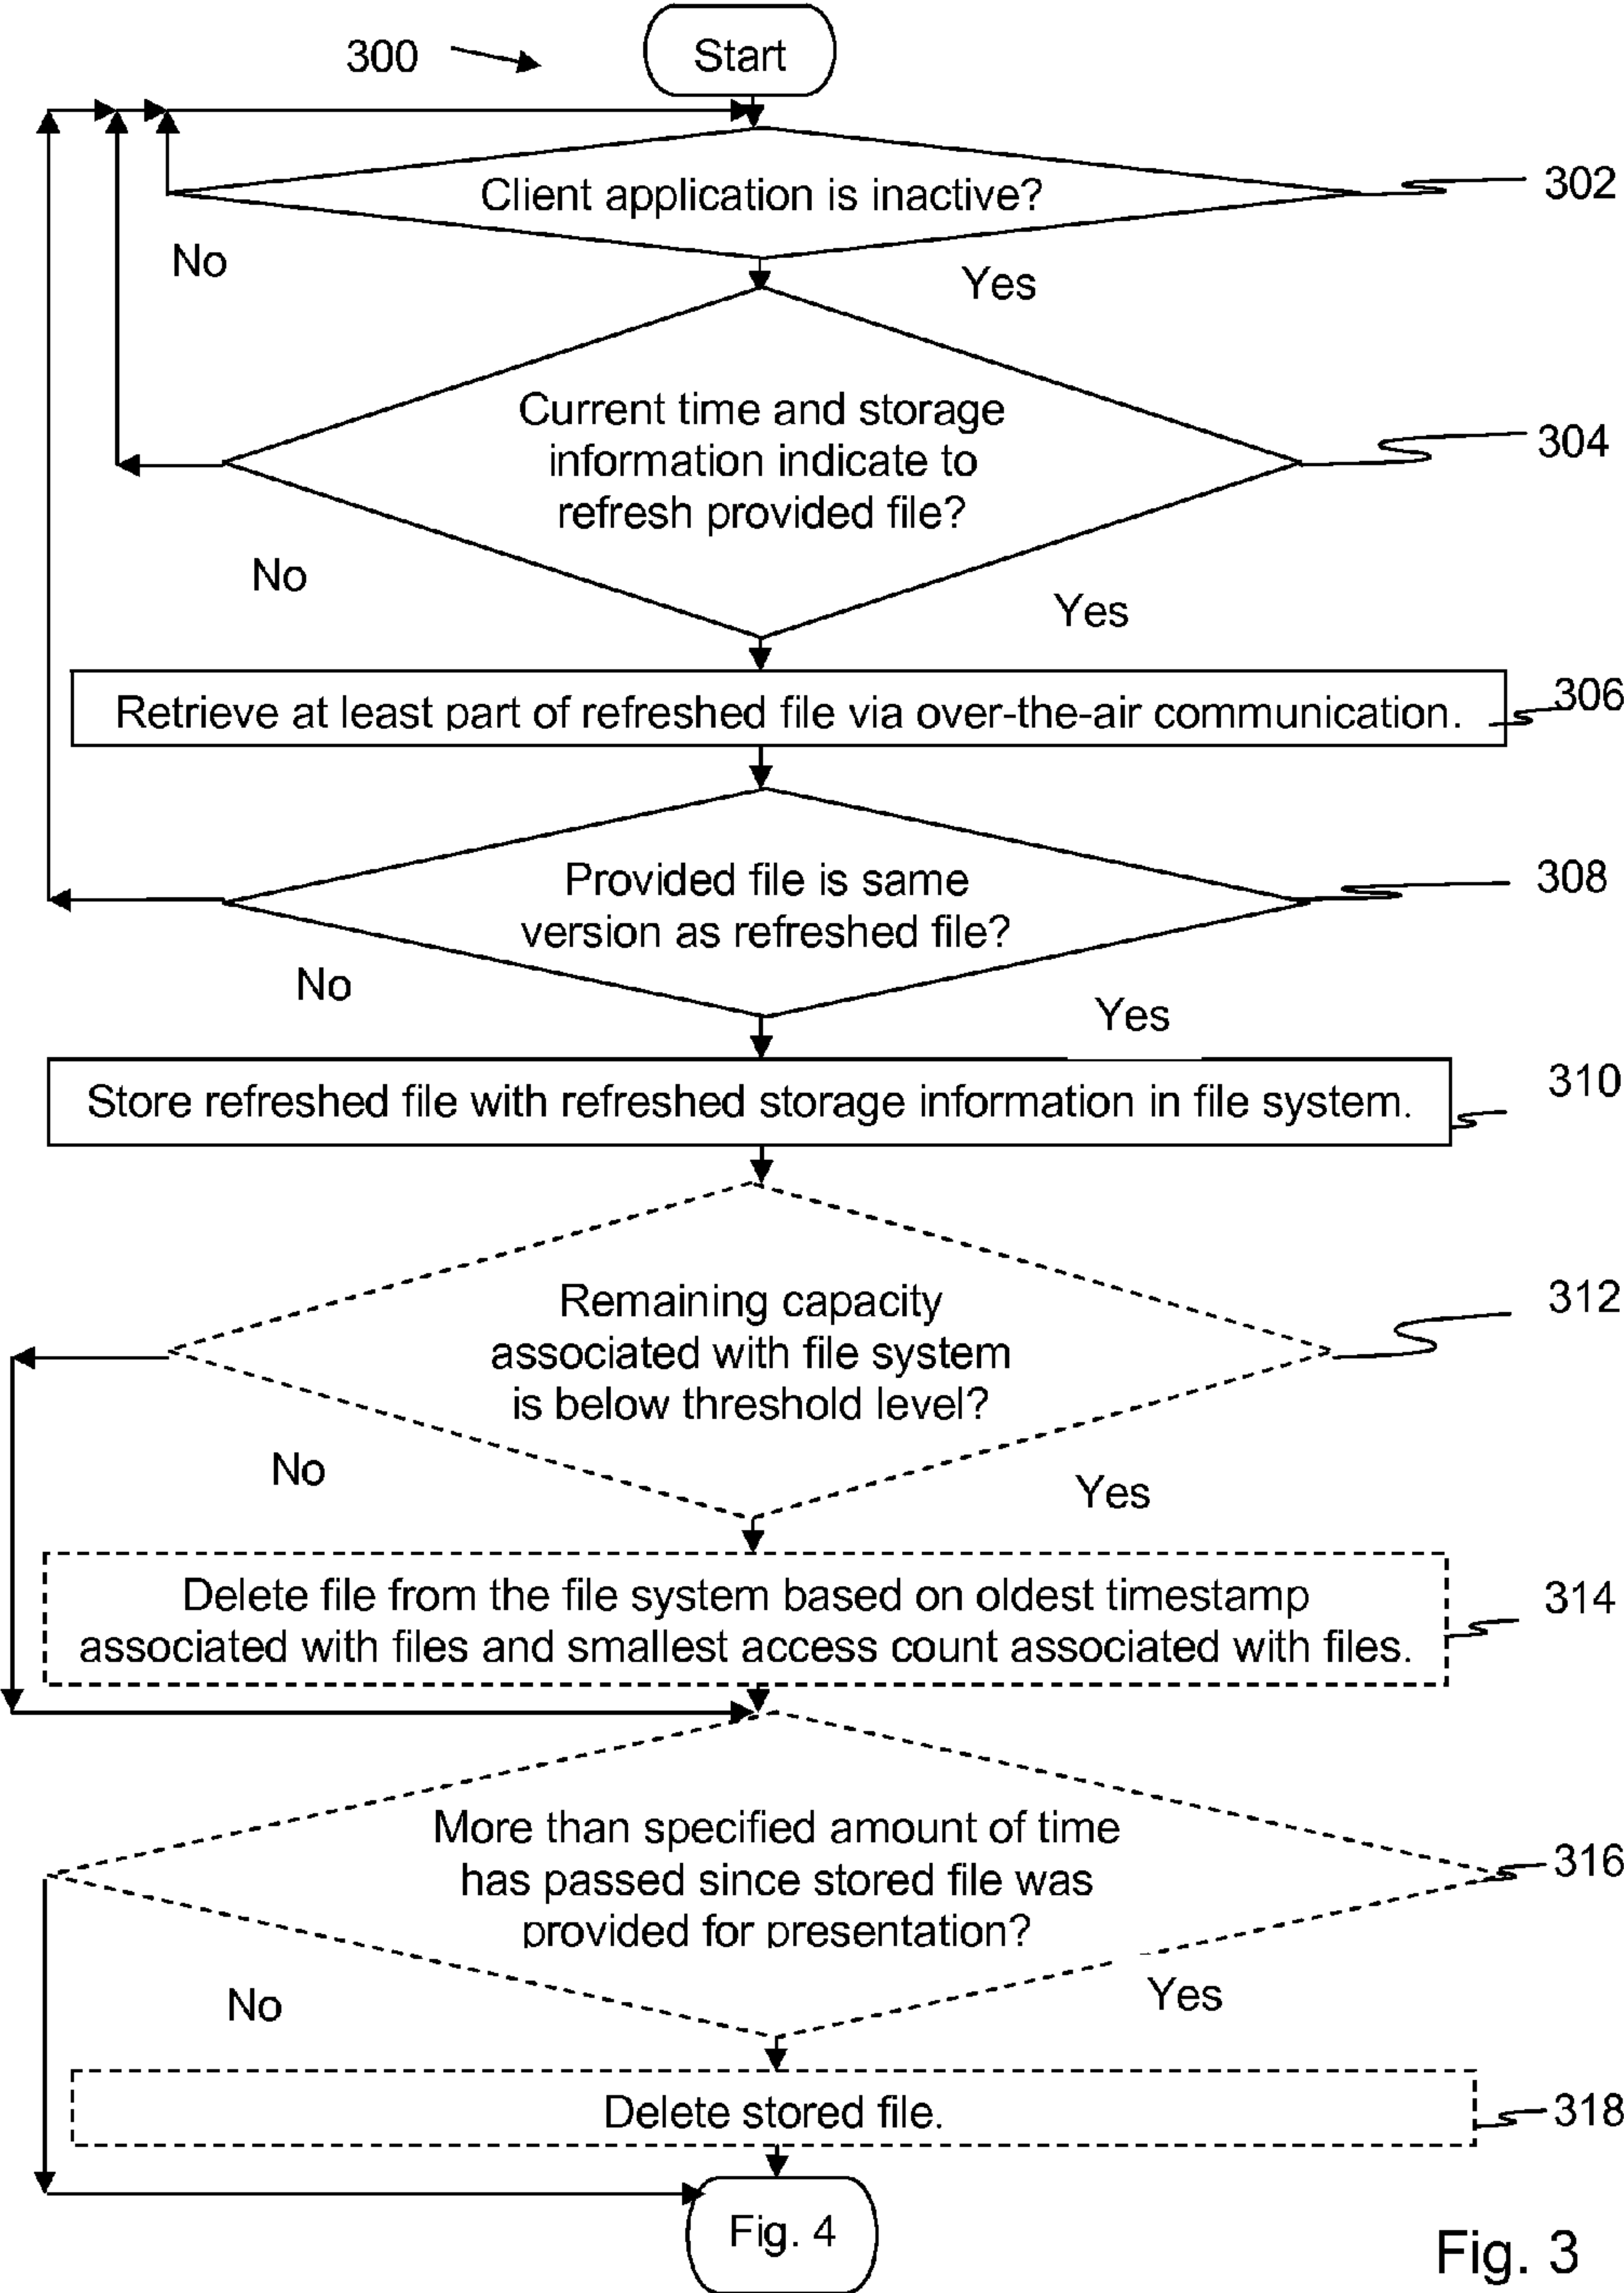 300
Start
Client application is inactive?
302
No
Yes
Current time and storage
information indicate to
refresh provided file?
304
No
Yes
Retrieve at least part of refreshed file via over-the-air communication.
306
Provided file is same
version as refreshed file?
308
No
Yes
Store refreshed file with refreshed storage information in file system.
310
Remaining capacity
associated with file system
is below threshold level?
312
No
Yes
Delete file from the file system based on oldest timestamp
associated with files and smallest access count associated with files.
314
More than specified amount of time
has passed since stored file was
provided for presentation?
316
No
Yes
Delete stored file.
318
Fig. 4
Fig. 3